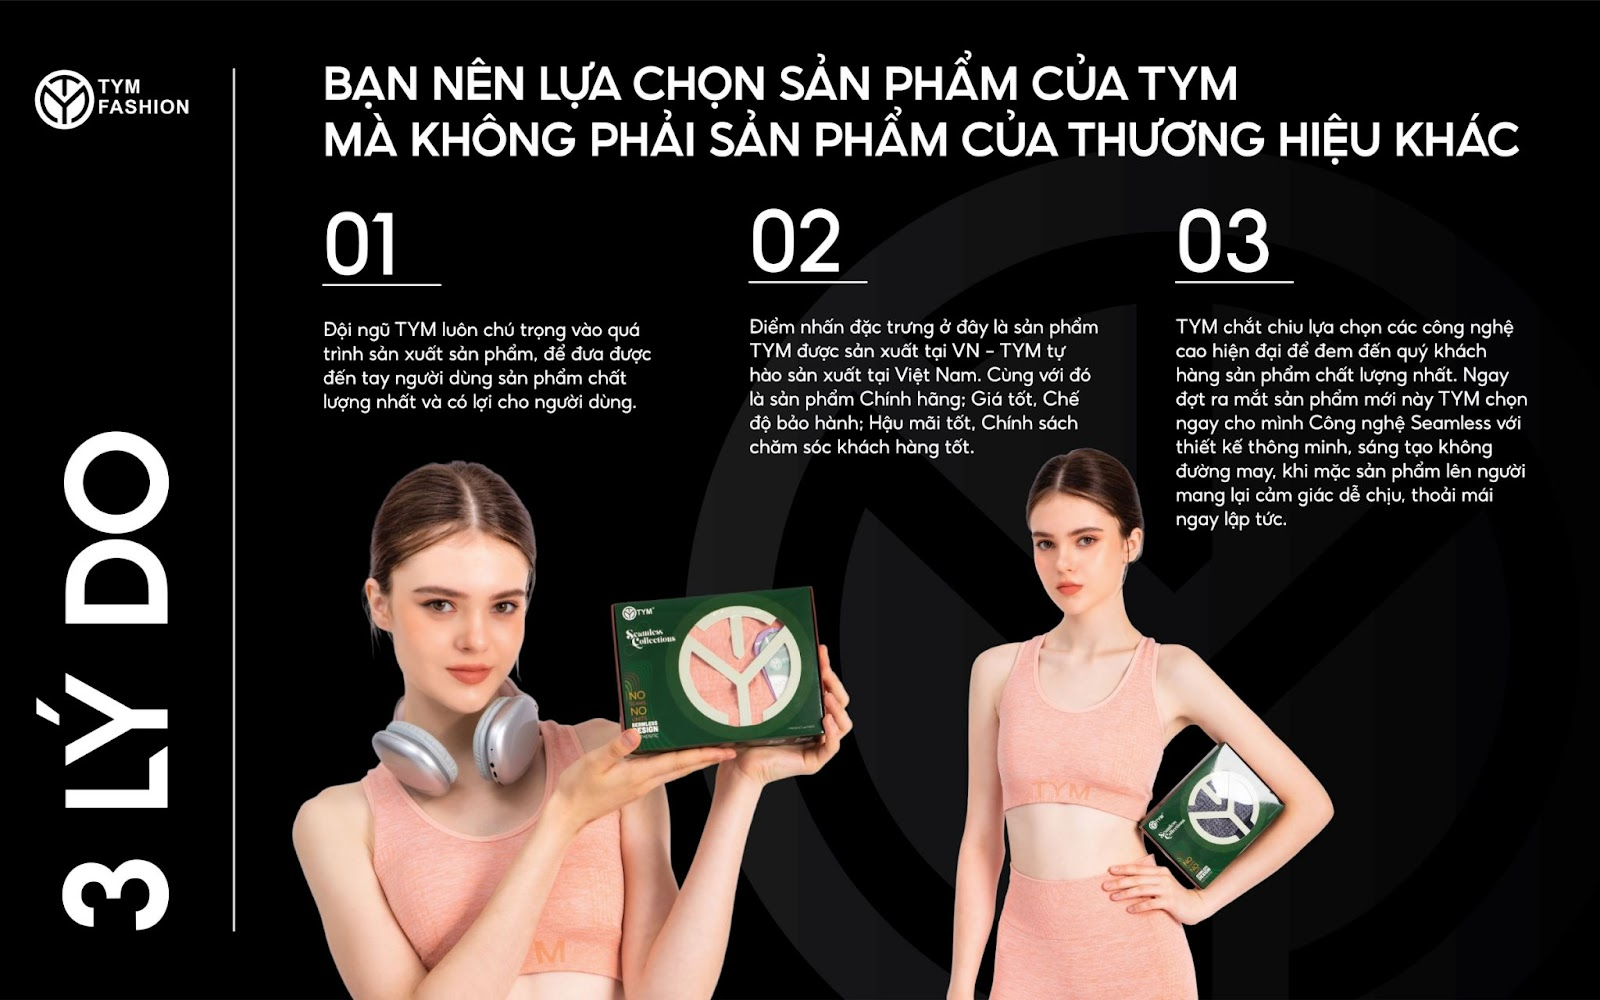 TYM
FASHION
3 LÝ DO
BẠN NÊN LỰA CHỌN SẢN PHẨM CỦA TYM
MÀ KHÔNG PHẢI SẢN PHẨM CỦA THƯƠNG HIỆU KHÁC
01
Đội ngũ TYM luôn chú trọng vào quá
trình sản xuất sản phẩm, để đưa được
đến tay người dùng sản phẩm chất
lượng nhất và có lợi cho người dùng.
02
Điểm nhấn đặc trưng ở đây là sản phẩm
TYM được sản xuất tại VN - TYM tự
hào sản xuất tại Việt Nam. Cùng với đó
là sản phẩm Chính hãng; Giá tốt, Chế
độ bảo hành; Hậu mãi tốt, Chính sách
chăm sóc khách hàng tốt.
03
TYM chắt chiu lựa chọn các công nghệ
cao hiện đại để đem đến quý khách
hàng sản phẩm chất lượng nhất. Ngay
đợt ra mắt sản phẩm mới này TYM chọn
ngay cho mình Công nghệ Seamless với
thiết kế thông minh, sáng tạo không
đường may, khi mặc sản phẩm lên người
mang lại cảm giác dễ chịu, thoải mái
ngay lập tức.
TYM
Seamless
Collections
NO
SEAMS
NO
LIMITS
SEAMLESS
DESIGN
M
TYM
TYM
Seamless
Collections